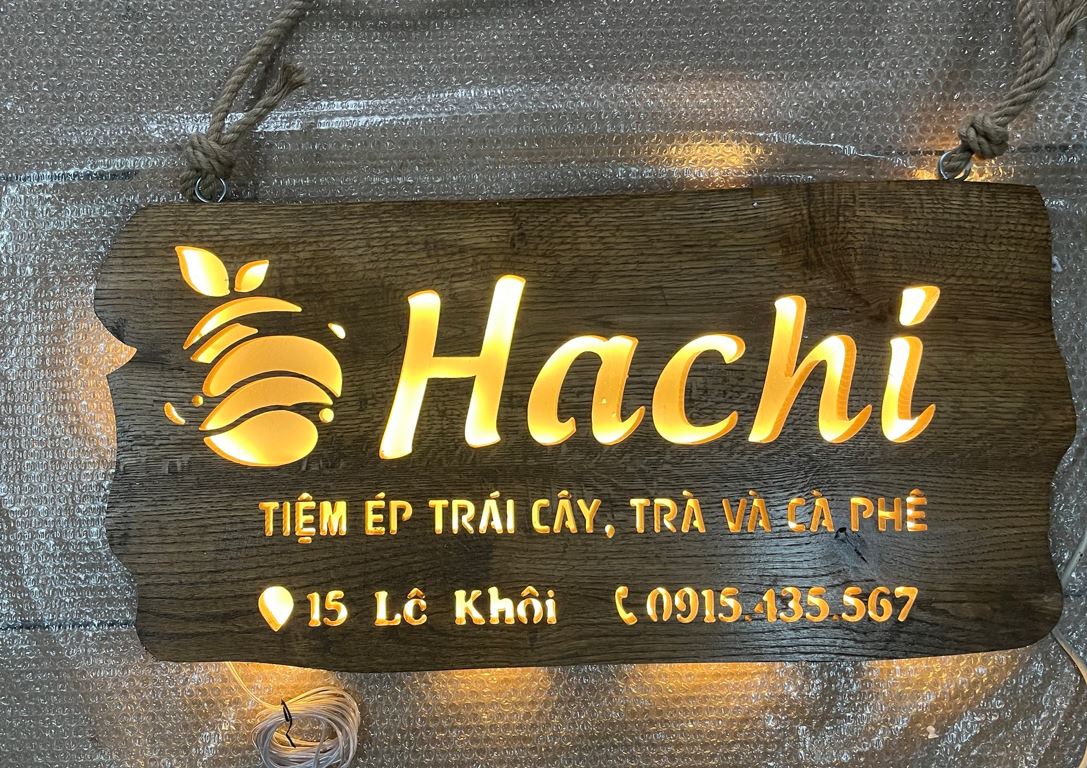 Hachi
TIỆM ÉP TRÁI CÂY, TRÀ VÀ CÀ PHÊ
15 Lê Khôi 0915.435.567